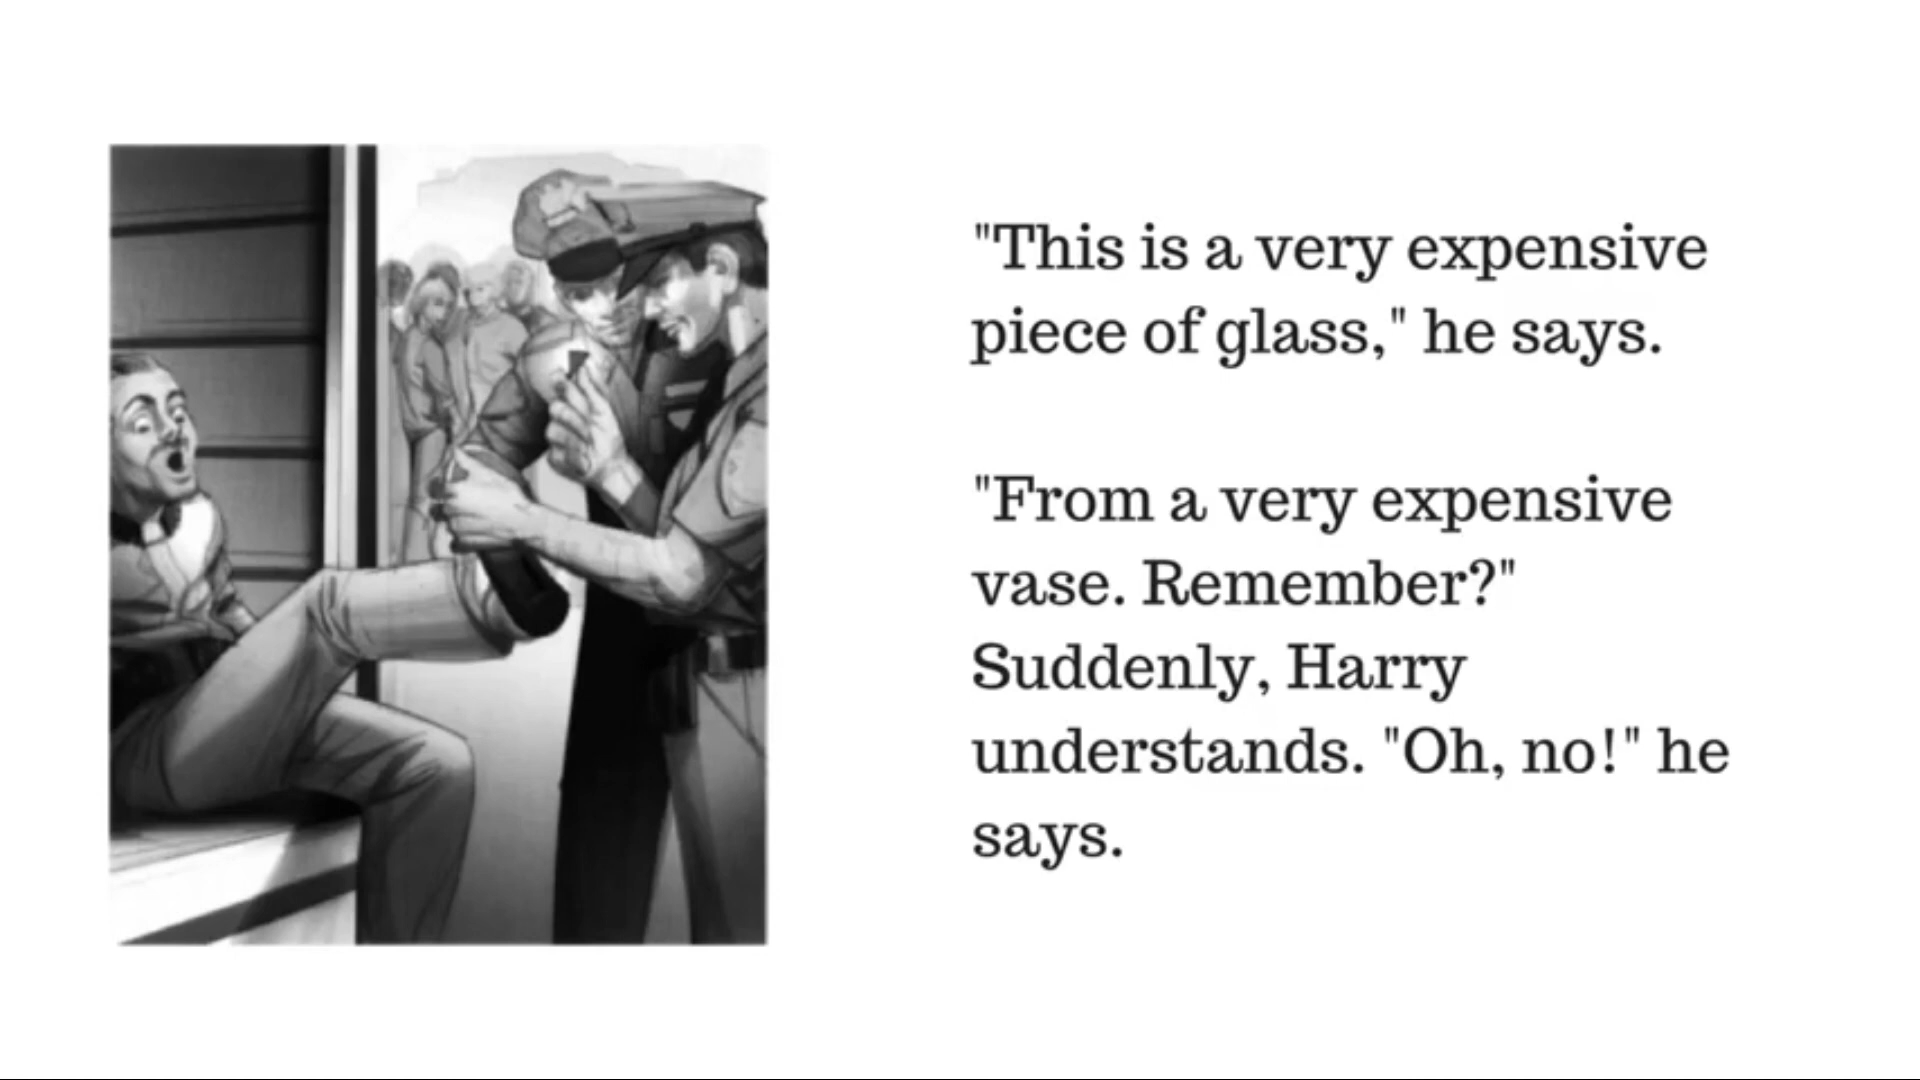 "This is a very expensive
piece of glass," he says.
"From a very expensive
vase. Remember?"
Suddenly, Harry
understands. "Oh, no!" he
says.